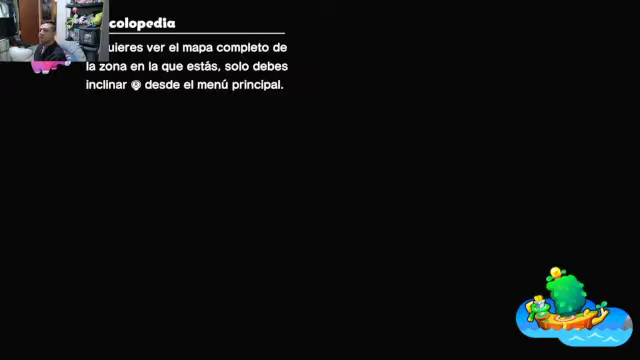 colopedia
uieres ver el mapa completo de
la zona en la que estás, solo debes
inclinar desde el menú principal.